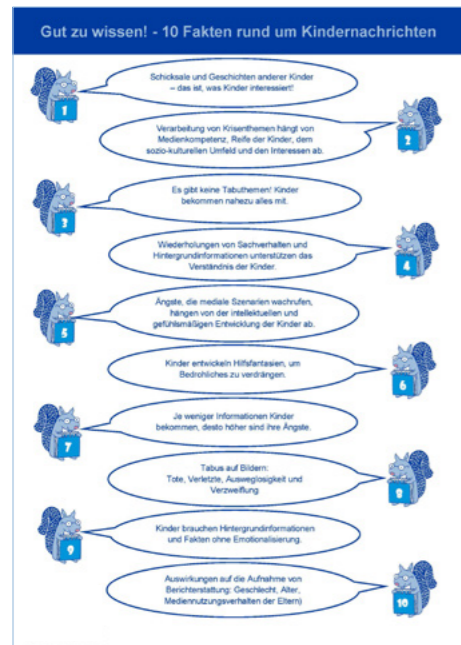 Gut zu wissen! - 10 Fakten rund um Kindernachrichten
Schicksale und Geschichten anderer Kinder
– das ist, was Kinder interessiert!
1
Verarbeitung von Krisenthemen hängt von
Medienkompetenz, Reife der Kinder, dem
sozio-kulturellen Umfeld und den Interessen ab.
2
Es gibt keine Tabuthemen! Kinder
bekommen nahezu alles mit.
3
Wiederholungen von Sachverhalten und
Hintergrundinformationen unterstützen das
Verständnis der Kinder.
4
Ängste, die mediale Szenarien wachrufen,
hängen von der intellektuellen und
gefühlsmäßigen Entwicklung der Kinder ab.
5
Kinder entwickeln Hilfsfantasien, um
Bedrohliches zu verdrängen.
6
Je weniger Informationen Kinder
bekommen, desto höher sind ihre Ängste.
7
Tabus auf Bildern:
Tote, Verletzte, Ausweglosigkeit und
Verzweiflung
8
Kinder brauchen Hintergrundinformationen
und Fakten ohne Emotionalisierung.
9
Auswirkungen auf die Aufnahme von
Berichterstattung: Geschlecht, Alter,
Mediennutzungsverhalten der Eltern)
10